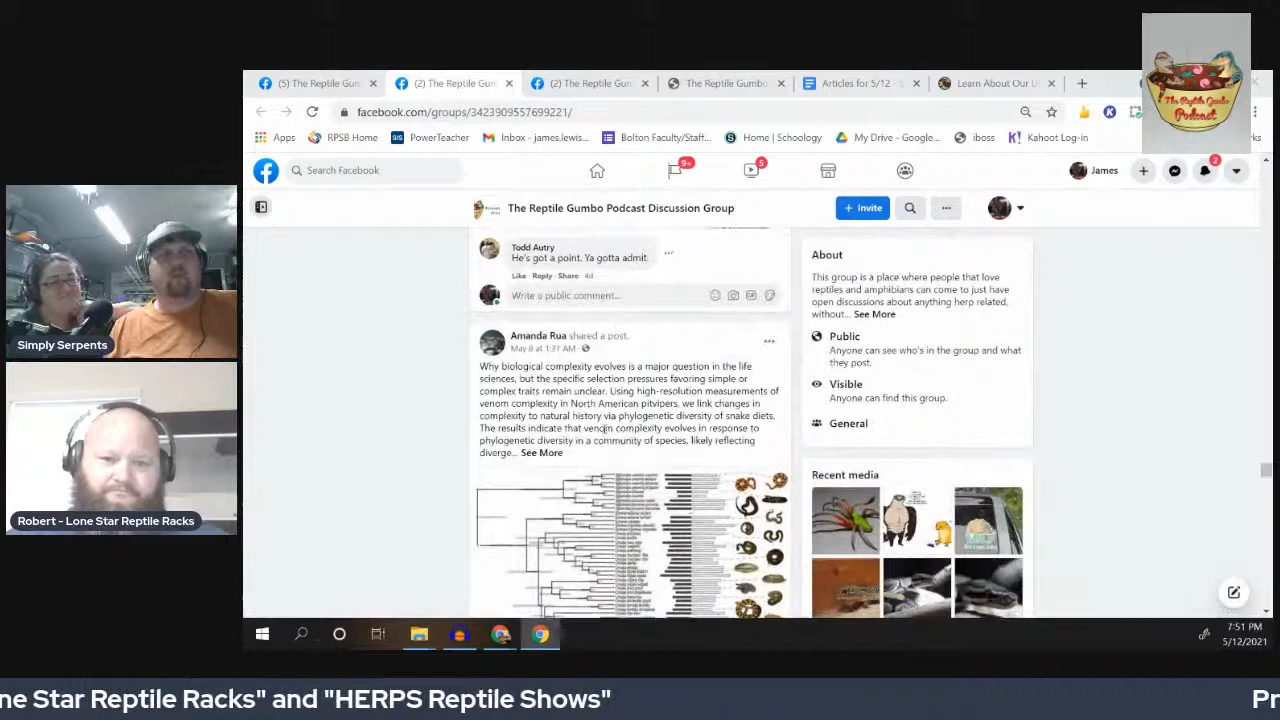 (5) The Reptile Gum
(2) The Reptile Gum
(2) The Reptile Gum
The Reptile Gumbo
Articles for 5/12 - 
Learn About Our U
facebook.com/groups/3423909557699221/
Apps
RPSB Home
SIS
PowerTeacher
Inbox - james.lewis...
Bolton Faculty/Staff...
Home | Schoology
My Drive - Google...
iboss
Kahoot Log-in
The Reptile Gumbo
Podcast
Search Facebook
9+
5
James
2
The Reptile Gumbo Podcast Discussion Group
+ Invite
Todd Autry
He's got a point. Ya gotta admit.
Like · Reply · Share · 4d
Write a public comment...
Amanda Rua shared a post.
May 8 at 1:37 AM
Why biological complexity evolves is a major question in the life
sciences, but the specific selection pressures favoring simple or
complex traits remain unclear. Using high-resolution measurements of
venom complexity in North American pitvipers, we link changes in
complexity to natural history via phylogenetic diversity of snake diets.
The results indicate that venom complexity evolves in response to
phylogenetic diversity in a community of species, likely reflecting
diverge... See More
About
This group is a place where people that love
reptiles and amphibians can come to just have
open discussions about anything herp related,
without... See More
Public
Anyone can see who's in the group and what
they post.
Visible
Anyone can find this group.
General
Recent media
Simply Serpents
Robert - Lone Star Reptile Racks
7:51 PM
5/12/2021
ne Star Reptile Racks" and "HERPS Reptile Shows"
Pr